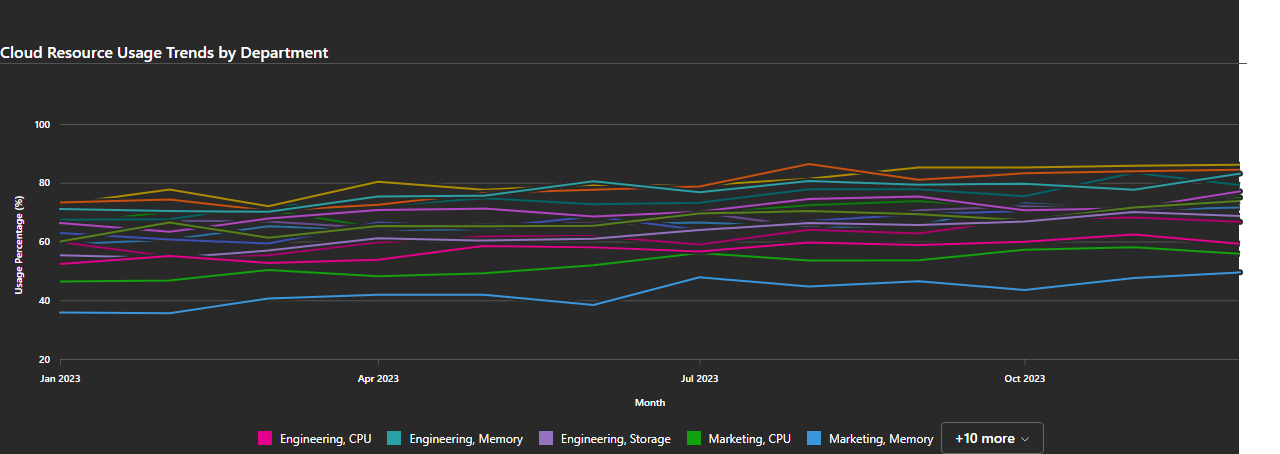 Cloud Resource Usage Trends by Department
Usage Percentage (%)
100
80
60
40
20
Jan 2023
Apr 2023
Jul 2023
Oct 2023
Month
Engineering, CPU
Engineering, Memory
Engineering, Storage
Marketing, CPU
Marketing, Memory
+10 more